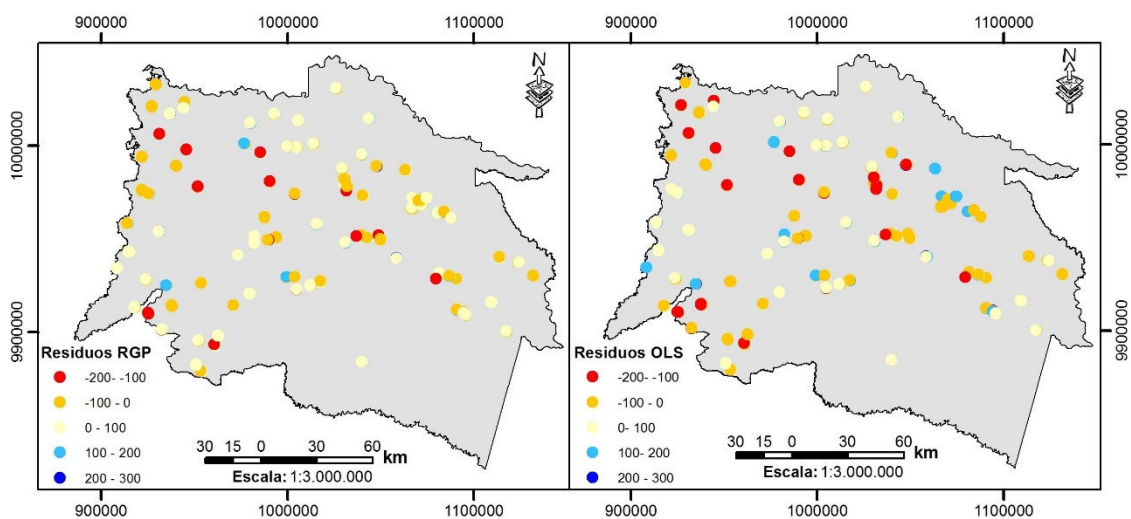 900000 1000000 1100000 900000 1000000 1100000
N N
1000000 1000000
9900000 9900000
Residuos RGP
-200- -100
-100 - 0
0 - 100
100 - 200
200 - 300
30 15 0 30 60 km
Escala: 1:3.000.000
Residuos OLS
-200 - -100
-100 - 0
0- 100
100- 200
200 - 300
30 15 0 30 60 km
Escala: 1:3.000.000
900000 1000000 1100000 900000 1000000 1100000